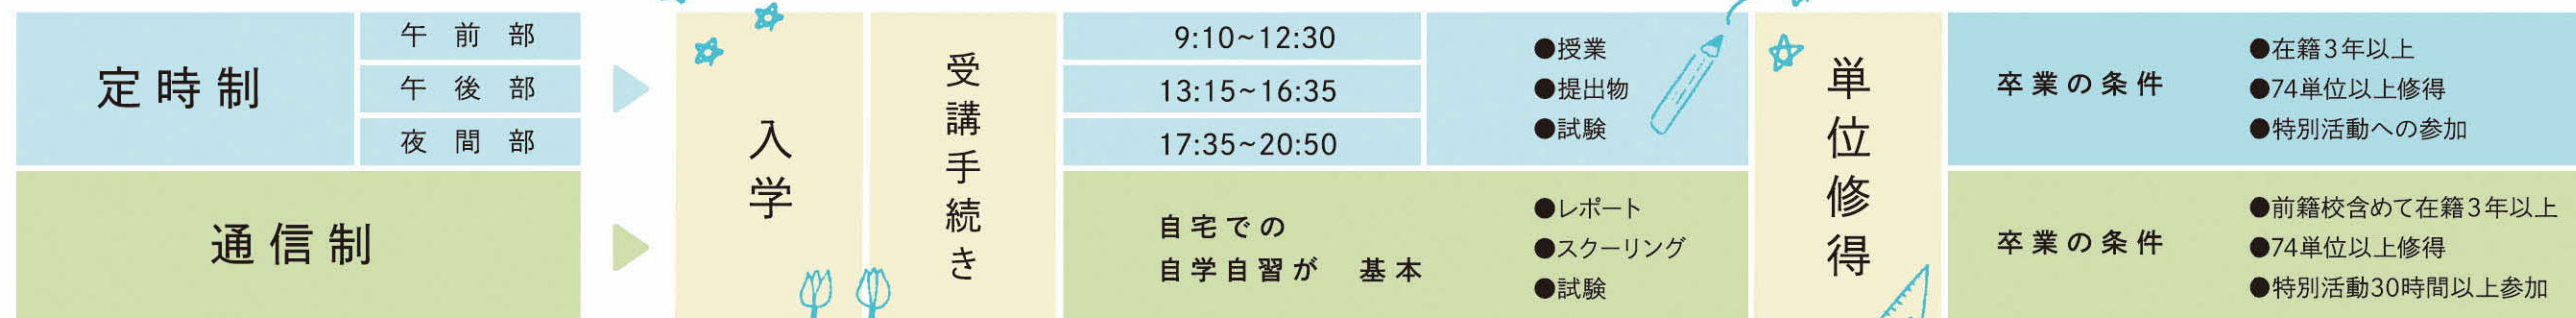 定時制
午前部
午後部
夜間部
通信制
入学
受講手続き
9:10~12:30
13:15~16:35
17:35~20:50
●授業
●提出物
●試験
自宅での
自学自習が 基本
●レポート
●スクーリング
●試験
単位修得
卒業の条件
●在籍3年以上
●74単位以上修得
●特別活動への参加
卒業の条件
●前籍校含めて在籍3年以上
●74単位以上修得
●特別活動30時間以上参加